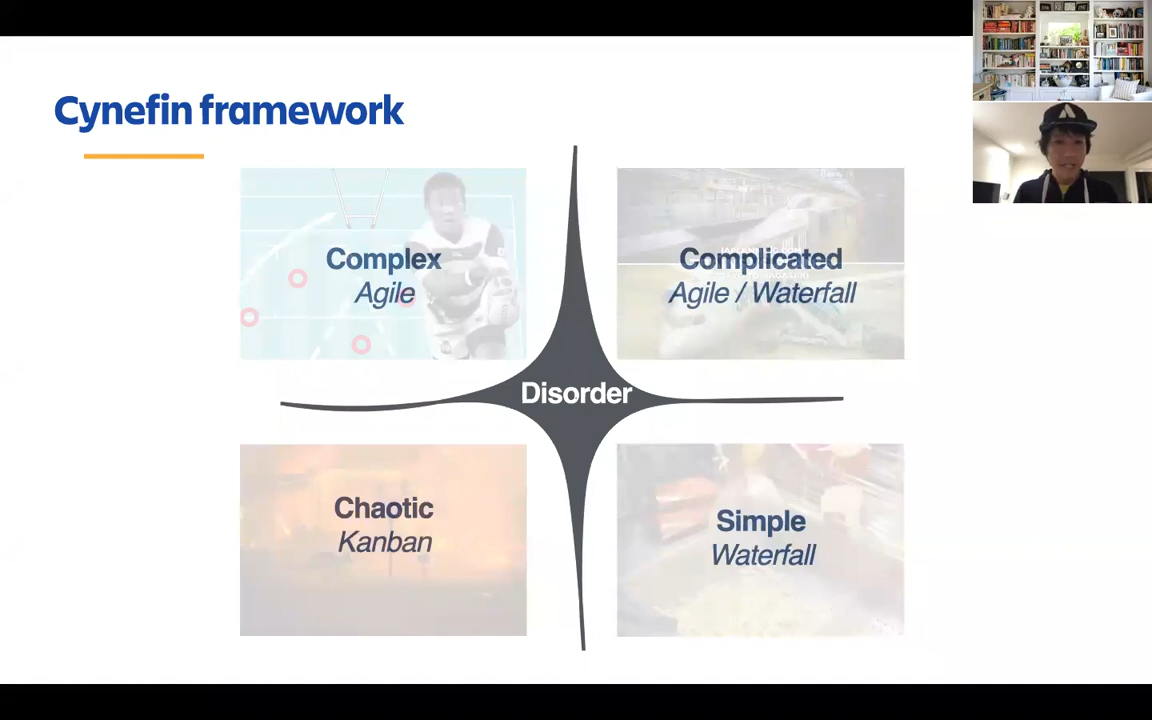 Cynefin framework
Complex
Agile
Complicated
Agile / Waterfall
Disorder
Chaotic
Kanban
Simple
Waterfall